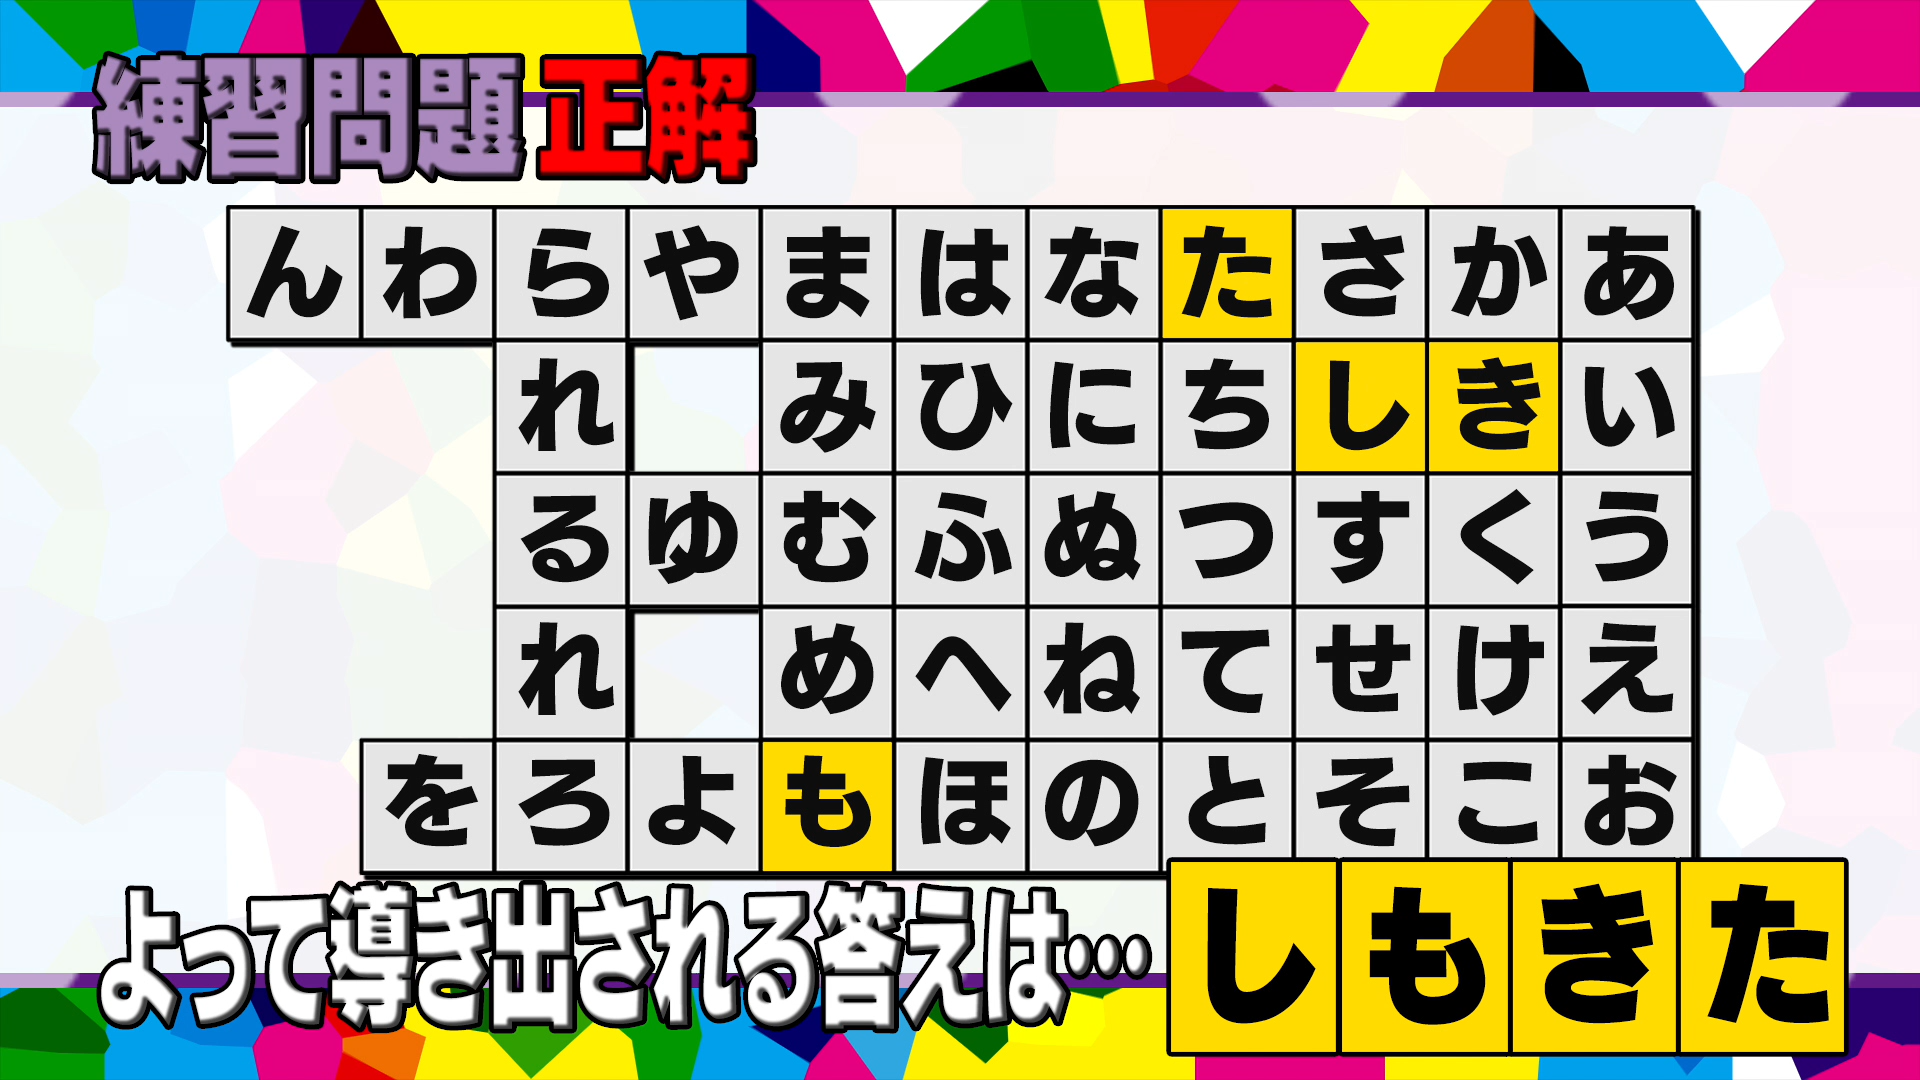 練習問題 正解
んわらやまはなたさかあ
れみひにちしきい
るゆむふぬつすくう
れめへねてせけえ
をろよもほのとそこお
よって導き出される答えは… しもきた